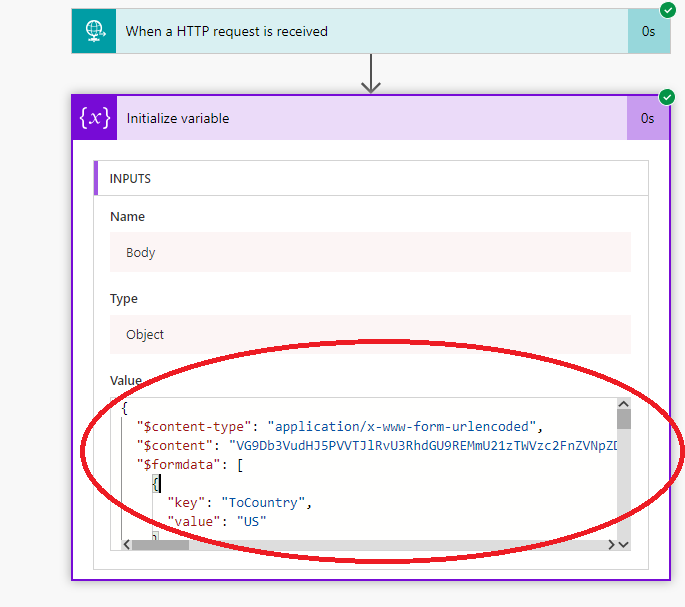 When a HTTP request is received
0s
{x}
Initialize variable
0s
INPUTS
Name
Body
Type
Object
Value
{
"$content-type": "application/x-www-form-urlencoded",
"$content":
"$formdata": [
{
"key": "ToCountry",
"value": "US"
}